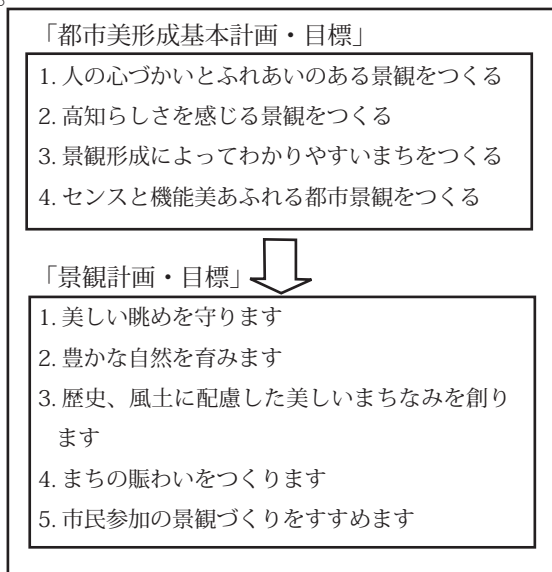 。
「都市美形成基本計画・目標」
1. 人の心づかいとふれあいのある景観をつくる
2. 高知らしさを感じる景観をつくる
3. 景観形成によってわかりやすいまちをつくる
4. センスと機能美あふれる都市景観をつくる
「景観計画・目標」
1. 美しい眺めを守ります
2. 豊かな自然を育みます
3. 歴史、風土に配慮した美しいまちなみを創り
ます
4. まちの賑わいをつくります
5. 市民参加の景観づくりをすすめます